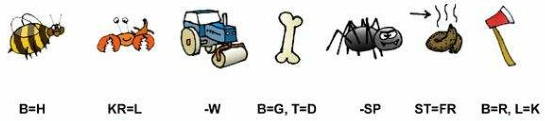 B=H KR=L -W B=G, T=D -SP ST=FR B=R, L=K